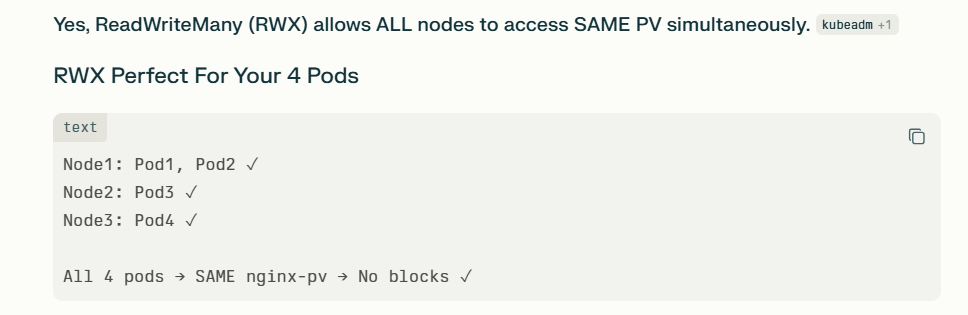 Yes, ReadWriteMany (RWX) allows ALL nodes to access SAME PV simultaneously. kubeadm +1
RWX Perfect For Your 4 Pods
text
Node1: Pod1, Pod2 ✓
Node2: Pod3 ✓
Node3: Pod4 ✓
All 4 pods → SAME nginx-pv → No blocks ✓